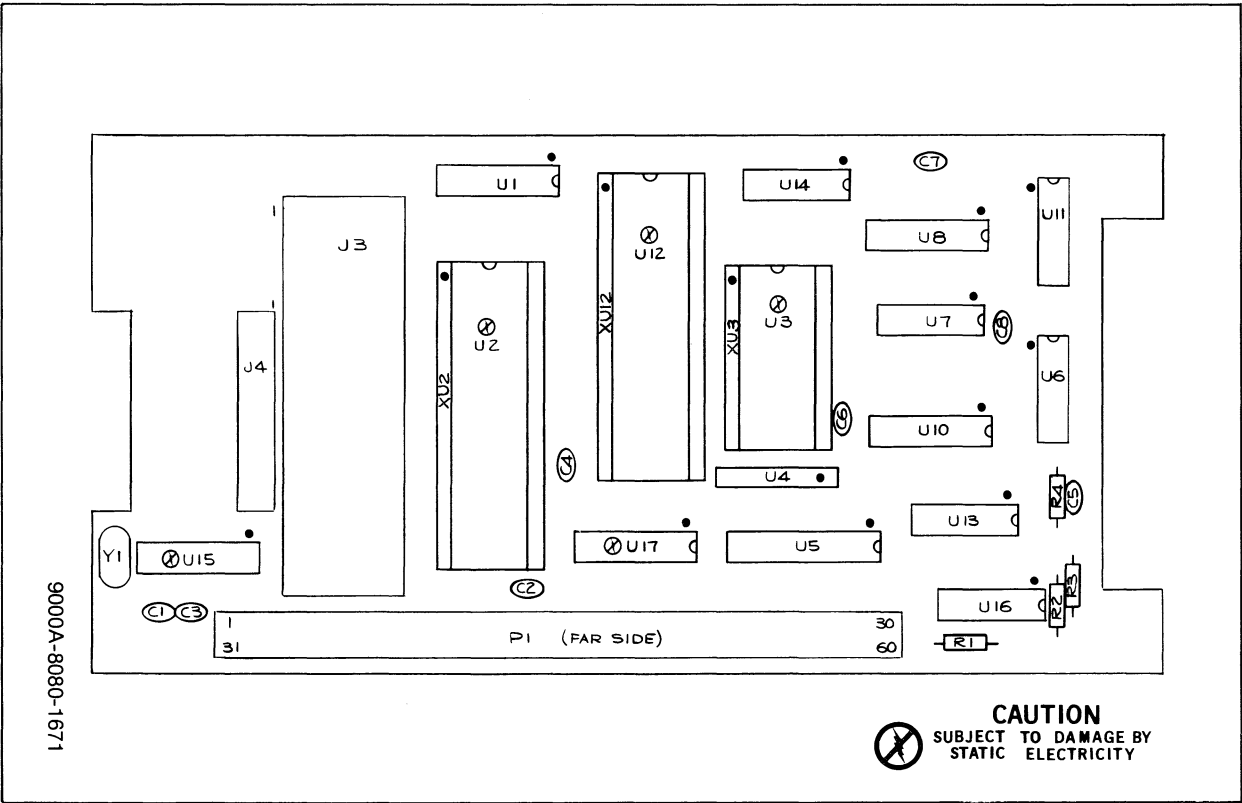 C7
U1
U14
U11
J3
U8
U12
XU12
U7
C8
U3
XU3
U2
XU2
J4
U6
C6
U10
C4
U4
R4
C5
U13
Y1
U15
U17
U5
C2
R3
R2
C1
C3
U16
1
30
P1 (FAR SIDE)
31
60
R1
9000A-8080-1671
CAUTION
SUBJECT TO DAMAGE BY
STATIC ELECTRICITY